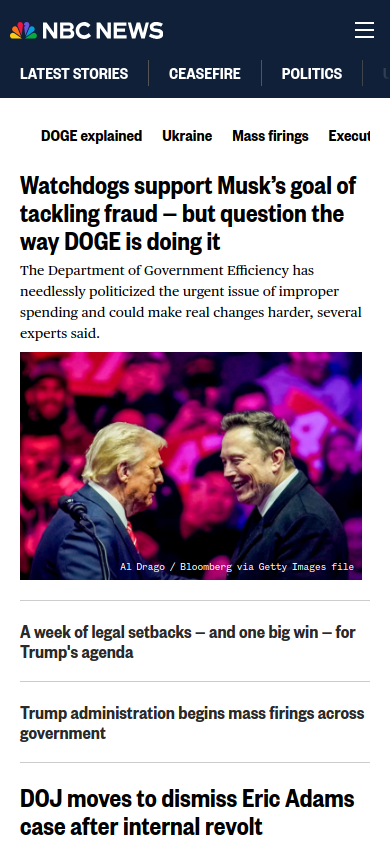 NBC NEWS
LATEST STORIES
CEASEFIRE
POLITICS
DOGE explained
Ukraine
Mass firings
Watchdogs support Musk’s goal of
tackling fraud — but question the
way DOGE is doing it
The Department of Government Efficiency has
needlessly politicized the urgent issue of improper
spending and could make real changes harder, several
experts said.
Al Drago / Bloomberg via Getty Images file
A week of legal setbacks — and one big win — for
Trump's agenda
Trump administration begins mass firings across
government
DOJ moves to dismiss Eric Adams
case after internal revolt